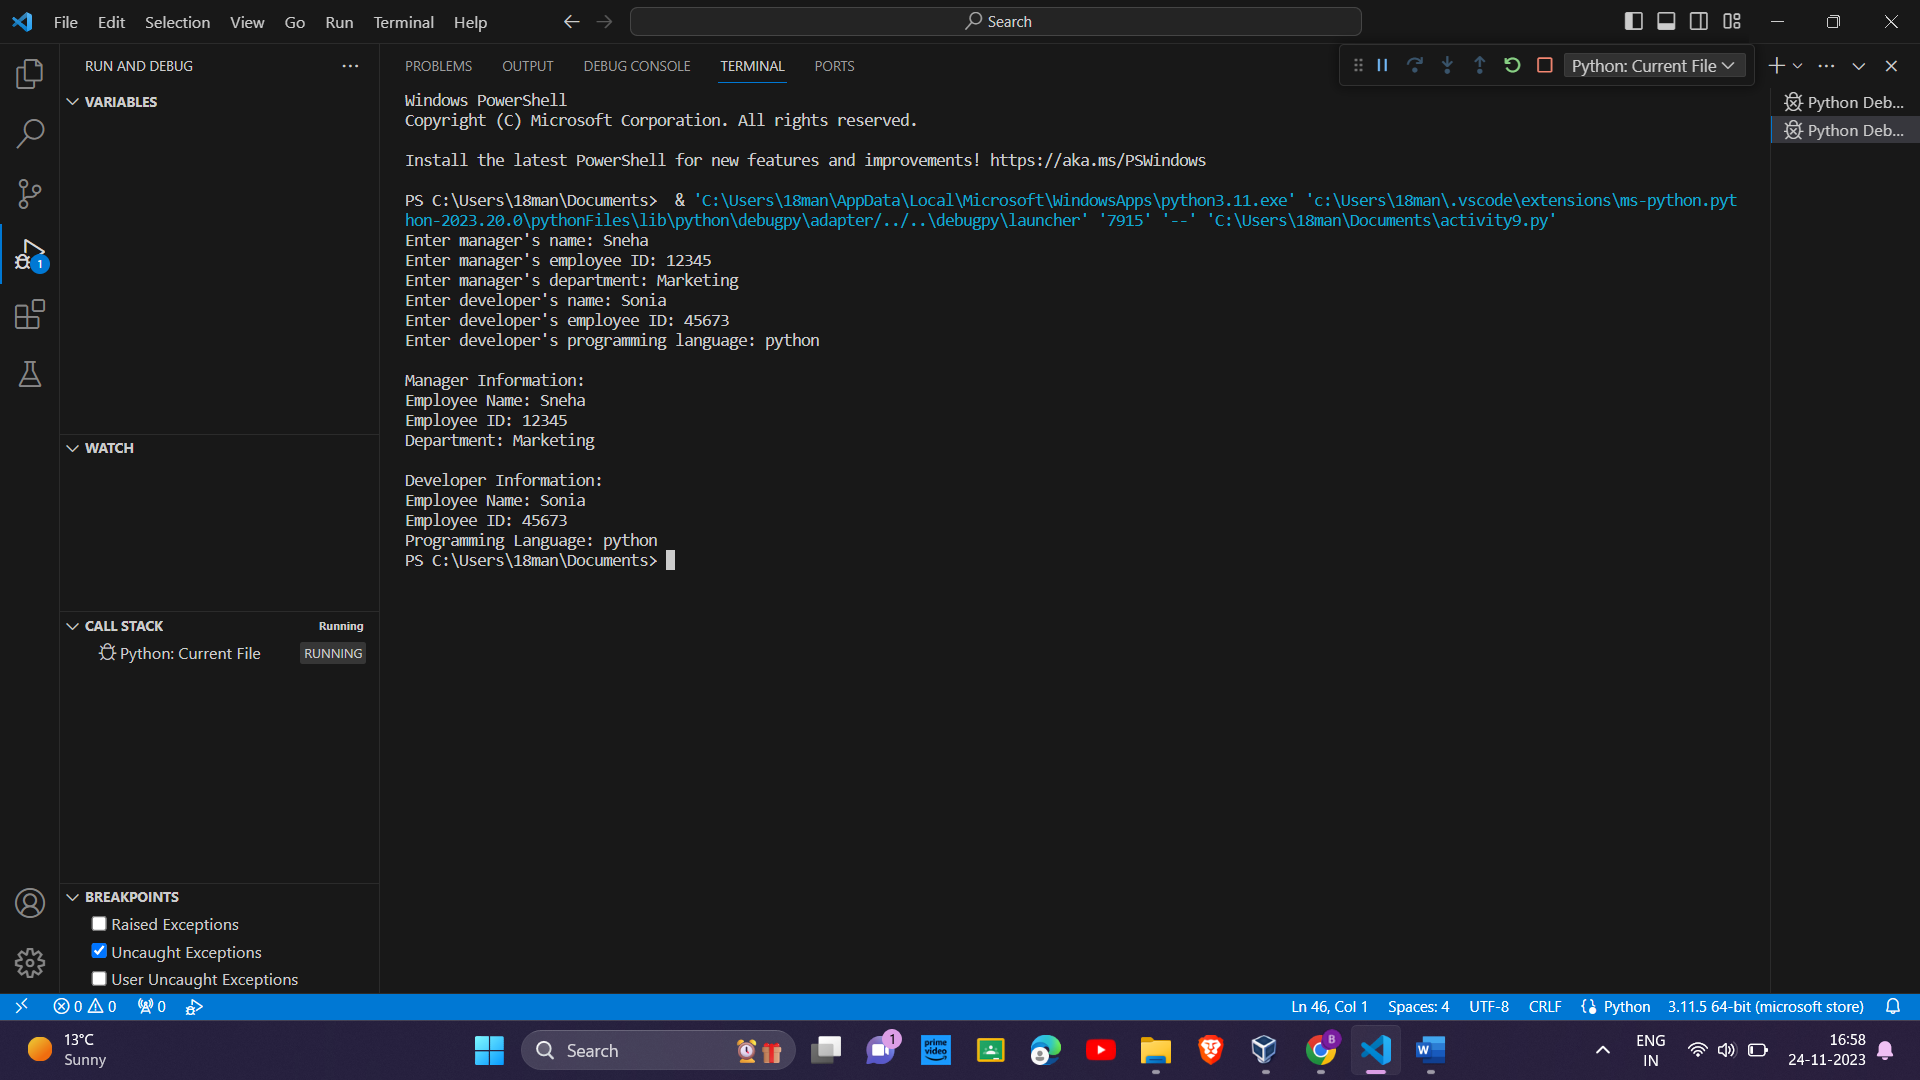 File Edit Selection View Go Run Terminal Help
Search
RUN AND DEBUG
VARIABLES
WATCH
CALL STACK Running
Python: Current File RUNNING
BREAKPOINTS
Raised Exceptions
Uncaught Exceptions
User Uncaught Exceptions
1
PROBLEMS OUTPUT DEBUG CONSOLE TERMINAL PORTS
Python: Current File
Python Deb...
Python Deb...
Windows PowerShell
Copyright (C) Microsoft Corporation. All rights reserved.
Install the latest PowerShell for new features and improvements! https://aka.ms/PSWindows
PS C:\Users\18man\Documents>  & 'C:\Users\18man\AppData\Local\Microsoft\WindowsApps\python3.11.exe' 'c:\Users\18man\.vscode\extensions\ms-python.pyt
hon-2023.20.0\pythonFiles\lib\python\debugpy\adapter/../..\debugpy\launcher' '7915' '--' 'C:\Users\18man\Documents\activity9.py'
Enter manager's name: Sneha
Enter manager's employee ID: 12345
Enter manager's department: Marketing
Enter developer's name: Sonia
Enter developer's employee ID: 45673
Enter developer's programming language: python
Manager Information:
Employee Name: Sneha
Employee ID: 12345
Department: Marketing
Developer Information:
Employee Name: Sonia
Employee ID: 45673
Programming Language: python
PS C:\Users\18man\Documents>
0 0 0
Ln 46, Col 1 Spaces: 4 UTF-8 CRLF Python 3.11.5 64-bit (microsoft store)
13°C
Sunny
Search
1
prime video
B
W
ENG
IN
16:58
24-11-2023